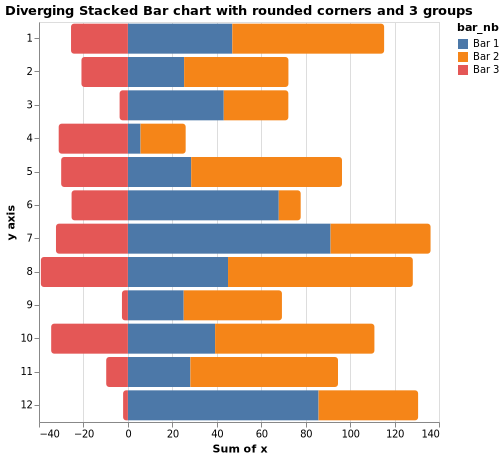 Diverging Stacked Bar chart with rounded corners and 3 groups
bar_nb
Bar 1
Bar 2
Bar 3
y axis
1
2
3
4
5
6
7
8
9
10
11
12
−40 −20 0 20 40 60 80 100 120 140
Sum of x